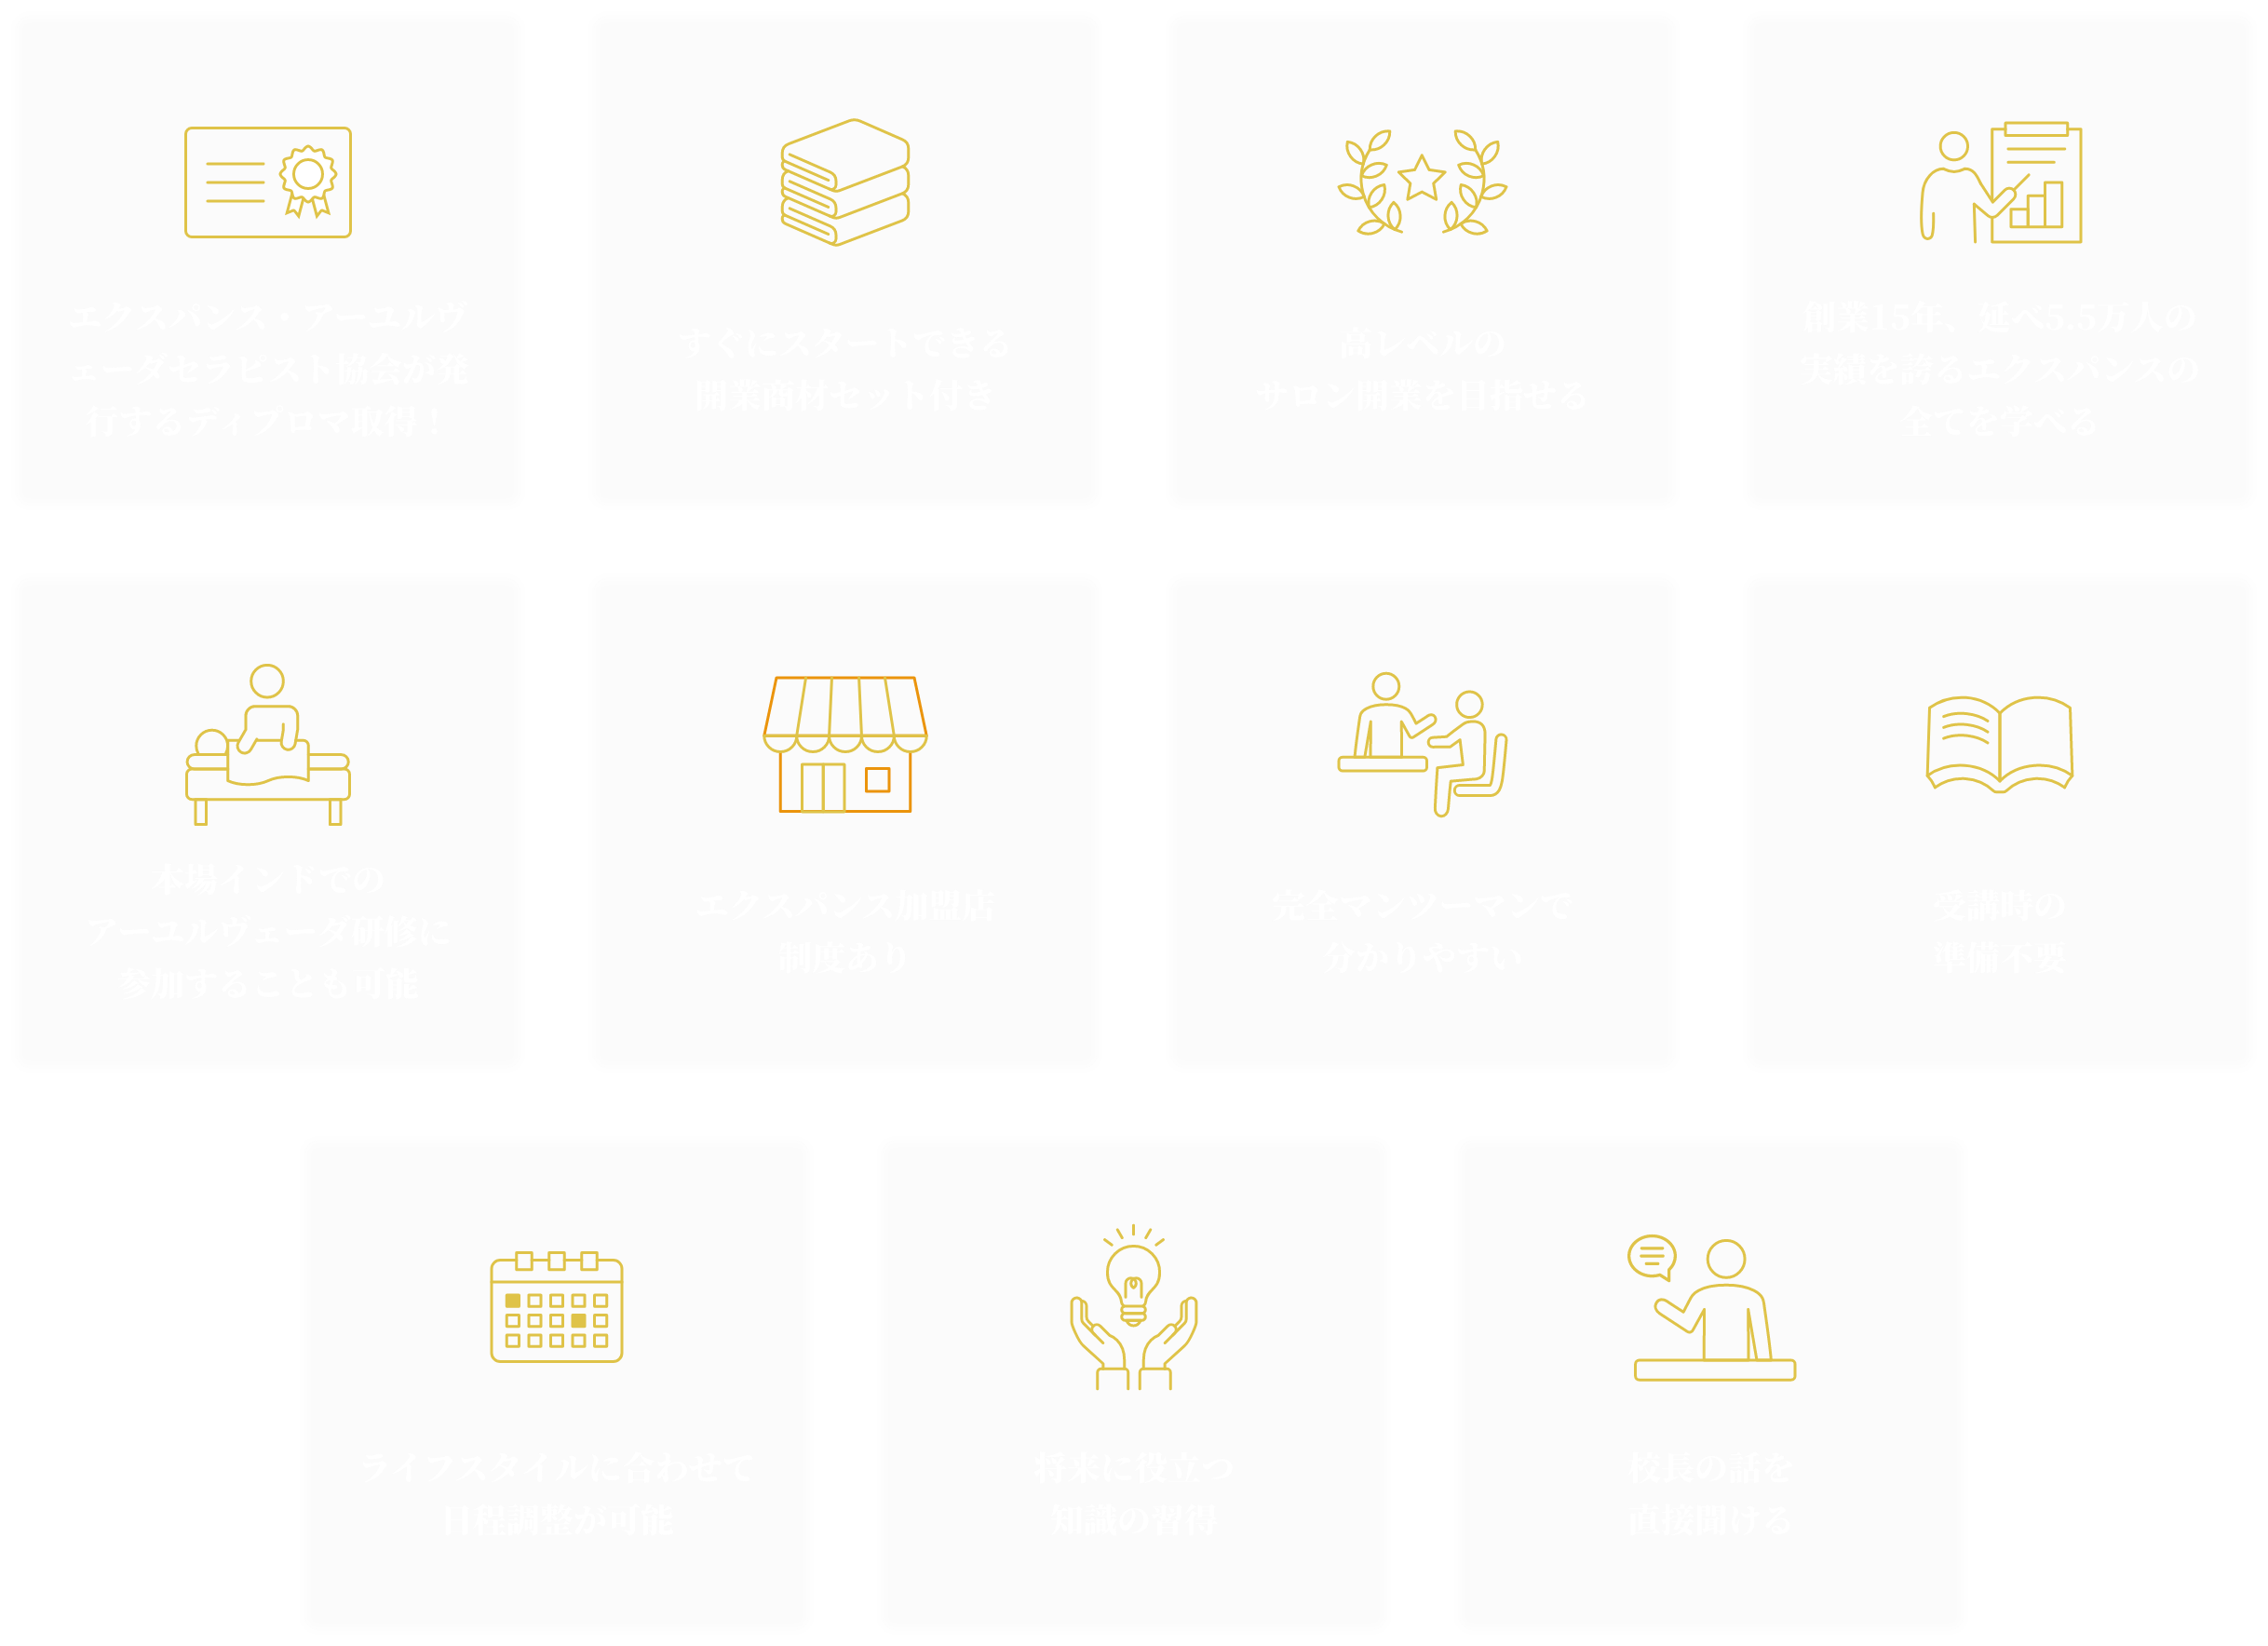 エクスパンス・アーユルヴ
ェーダセラピスト協会が発
行するディプロマ取得！
すぐにスタートできる
開業商材セット付き
高レベルの
サロン開業を目指せる
創業15年、延べ5.5万人の
実績を誇るエクスパンスの
全てを学べる
本場インドでの
アーユルヴェーダ研修に
参加することも可能
エクスパンス加盟店
制度あり
完全マンツーマンで
分かりやすい
受講時の
準備不要
ライフスタイルに合わせて
日程調整が可能
将来に役立つ
知識の習得
校長の話を
直接聞ける